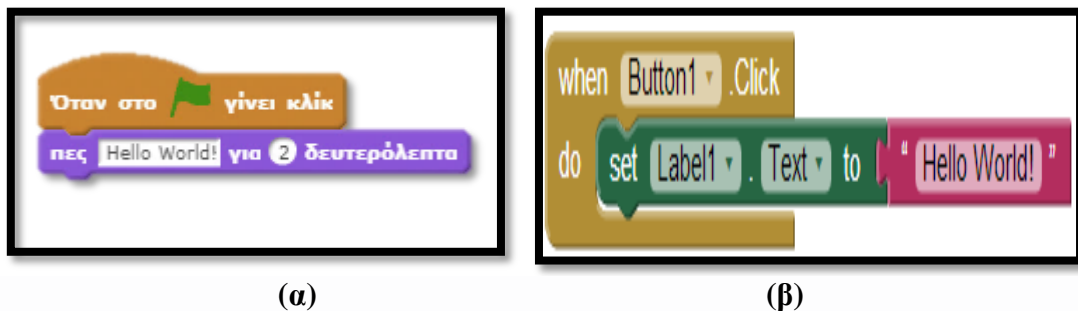 Όταν στο γίνει κλίκ
πες Hello World! για 2 δευτερόλεπτα
when Button1 .Click
do set Label1 . Text to “ Hello World! ”
(α)
(β)